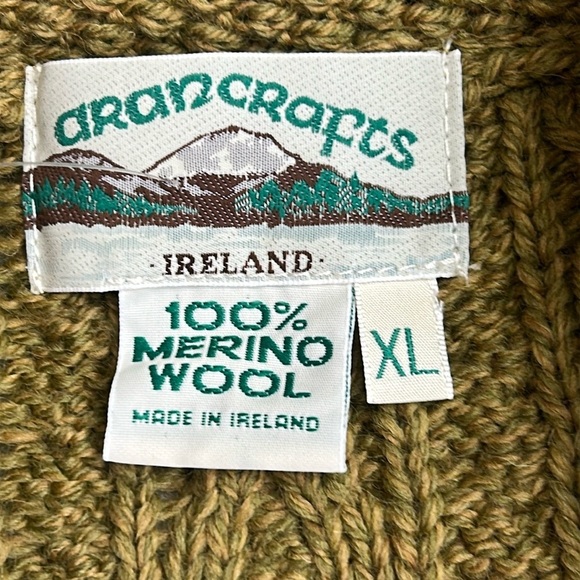 arancrafts
· IRELAND ·
100%
MERINO
WOOL
MADE IN IRELAND
XL